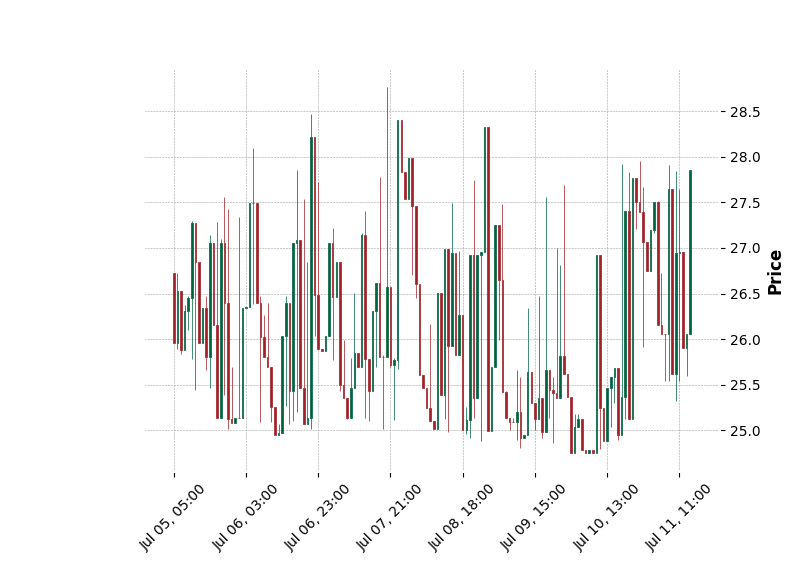 28.5
28.0
27.5
27.0
26.5
26.0
25.5
25.0
Price
Jul 05, 05:00
Jul 06, 03:00
Jul 06, 23:00
Jul 07, 21:00
Jul 08, 18:00
Jul 09, 15:00
Jul 10, 13:00
Jul 11, 11:00